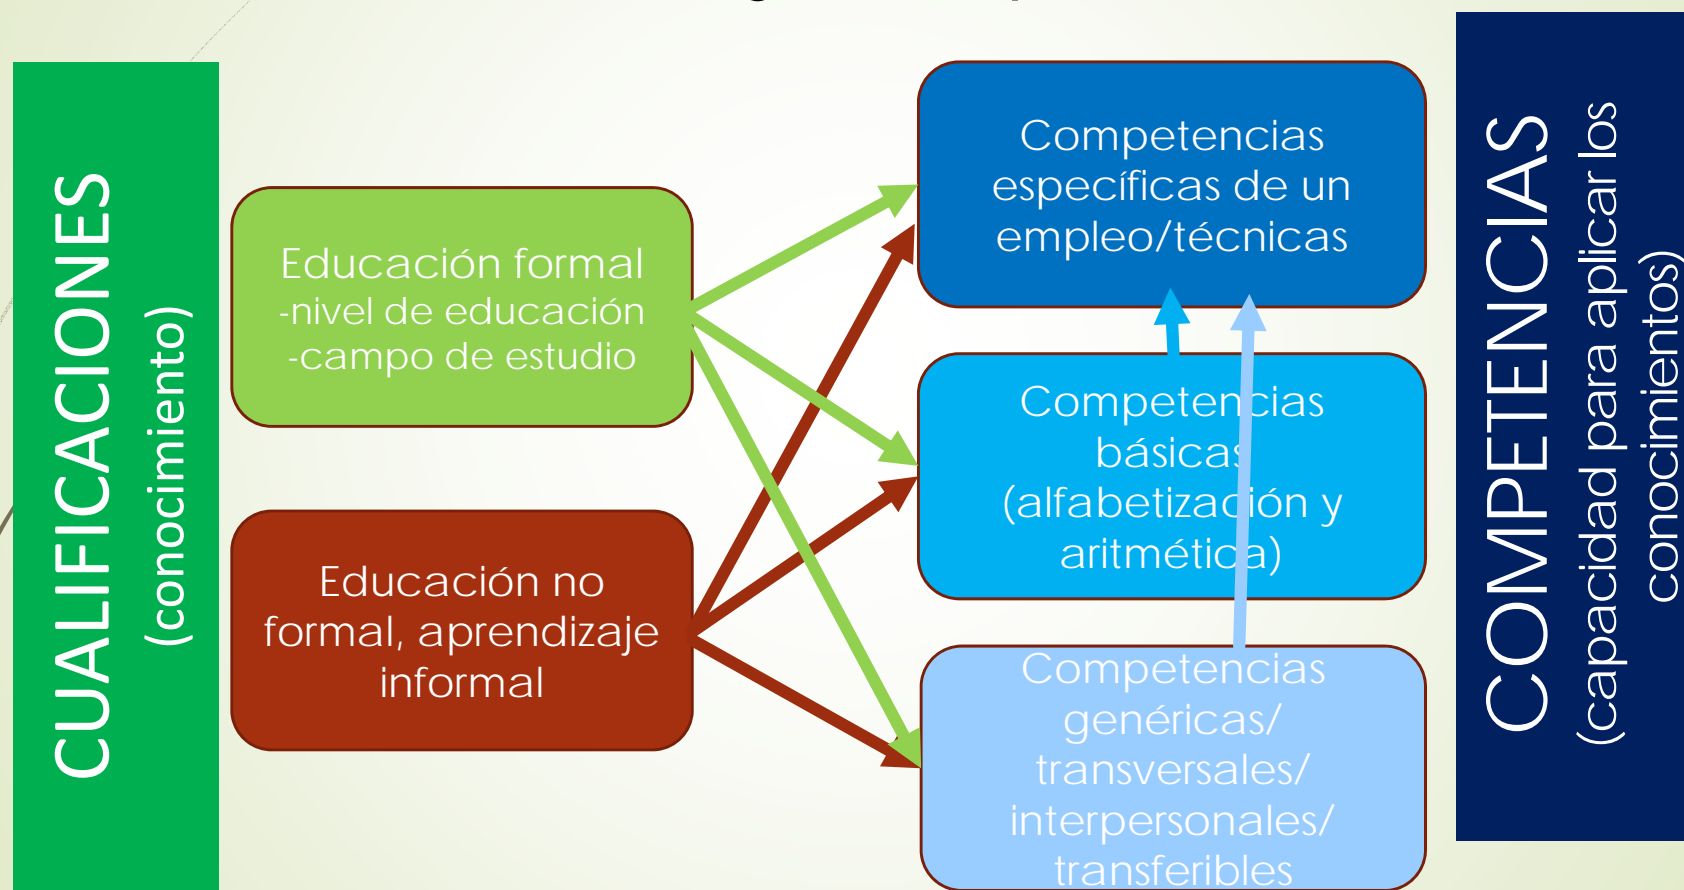 CUALIFICACIONES
(conocimiento)
Educación formal
-nivel de educación
-campo de estudio
Educación no
formal, aprendizaje
informal
Competencias
específicas de un
empleo/técnicas
Competencias
básicas
(alfabetización y
aritmética)
Competencias
genéricas/
transversales/
interpersonales/
transferibles
COMPETENCIAS
(capacidad para aplicar los
conocimientos)